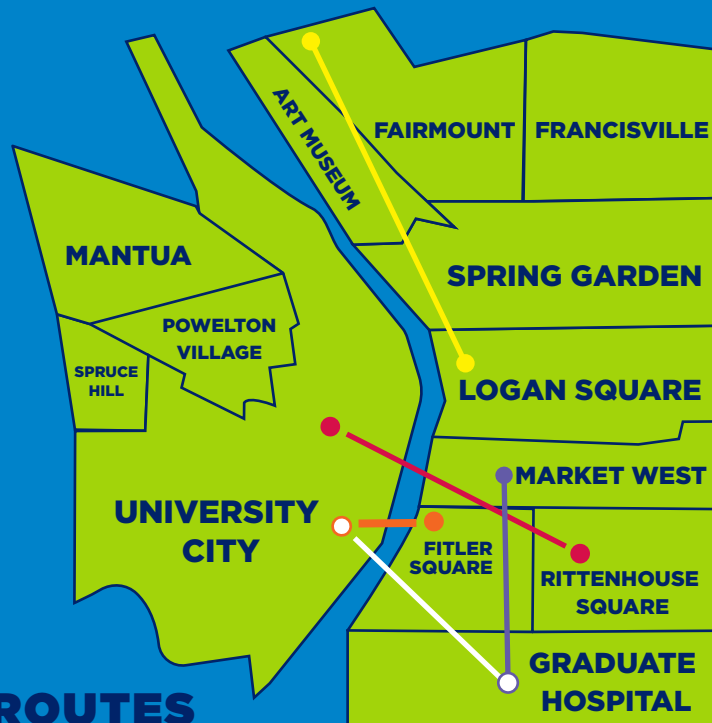 ART MUSEUM
FAIRMOUNT
FRANCISVILLE
MANTUA
SPRING GARDEN
POWELTON
VILLAGE
SPRUCE
HILL
LOGAN SQUARE
MARKET WEST
UNIVERSITY
CITY
FITLER
SQUARE
RITTENHOUSE
SQUARE
GRADUATE
HOSPITAL
ROUTES